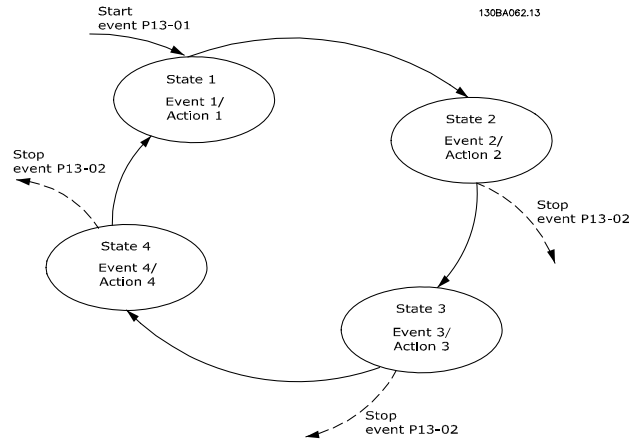 Start
event P13-01
130BA062.13
State 1
Event 1/
Action 1
State 2
Event 2/
Action 2
Stop
event P13-02
Stop
event P13-02
State 4
Event 4/
Action 4
State 3
Event 3/
Action 3
Stop
event P13-02